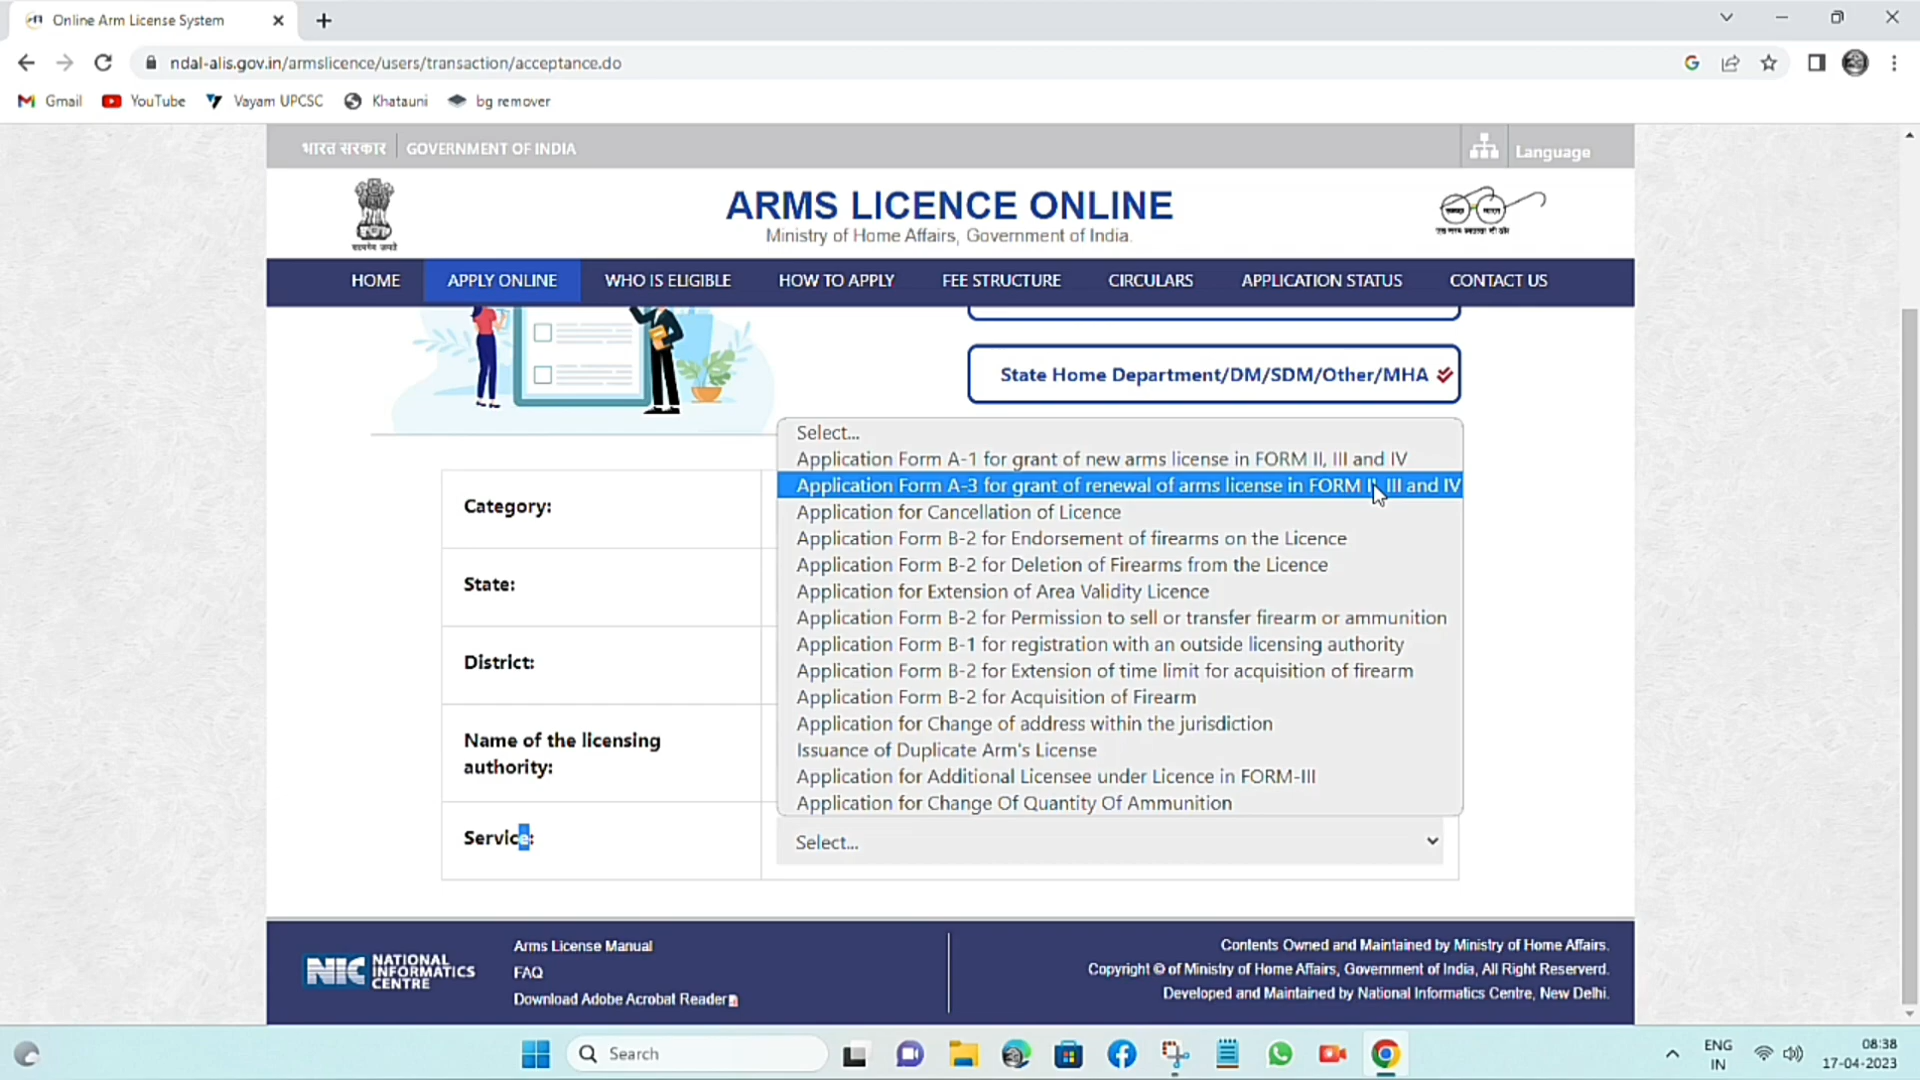 Online Arm License System
ndal-alis.gov.in/armslicence/users/transaction/acceptance.do
Gmail
YouTube
Vayam UPCSC
Khatauni
bg remover
भारत सरकार
GOVERNMENT OF INDIA
Language
ARMS LICENCE ONLINE
Ministry of Home Affairs, Government of India.
सत्यमेव जयते
HOME
APPLY ONLINE
WHO IS ELIGIBLE
HOW TO APPLY
FEE STRUCTURE
CIRCULARS
APPLICATION STATUS
CONTACT US
State Home Department/DM/SDM/Other/MHA
Select...
Application Form A-1 for grant of new arms license in FORM II, III and IV
Application Form A-3 for grant of renewal of arms license in FORM II, III and IV
Application for Cancellation of Licence
Application Form B-2 for Endorsement of firearms on the Licence
Application Form B-2 for Deletion of Firearms from the Licence
Application for Extension of Area Validity Licence
Application Form B-2 for Permission to sell or transfer firearm or ammunition
Application Form B-1 for registration with an outside licensing authority
Application Form B-2 for Extension of time limit for acquisition of firearm
Application Form B-2 for Acquisition of Firearm
Application for Change of address within the jurisdiction
Issuance of Duplicate Arm's License
Application for Additional Licensee under Licence in FORM-III
Application for Change Of Quantity Of Ammunition
Category:
State:
District:
Name of the licensing
authority:
Service:
Select...
NIC
NATIONAL
INFORMATICS
CENTRE
Arms License Manual
FAQ
Download Adobe Acrobat Reader
Contents Owned and Maintained by Ministry of Home Affairs.
Copyright © of Ministry of Home Affairs, Government of India, All Right Reserverd.
Developed and Maintained by National Informatics Centre, New Delhi.
Search
ENG
IN
08:38
17-04-2023